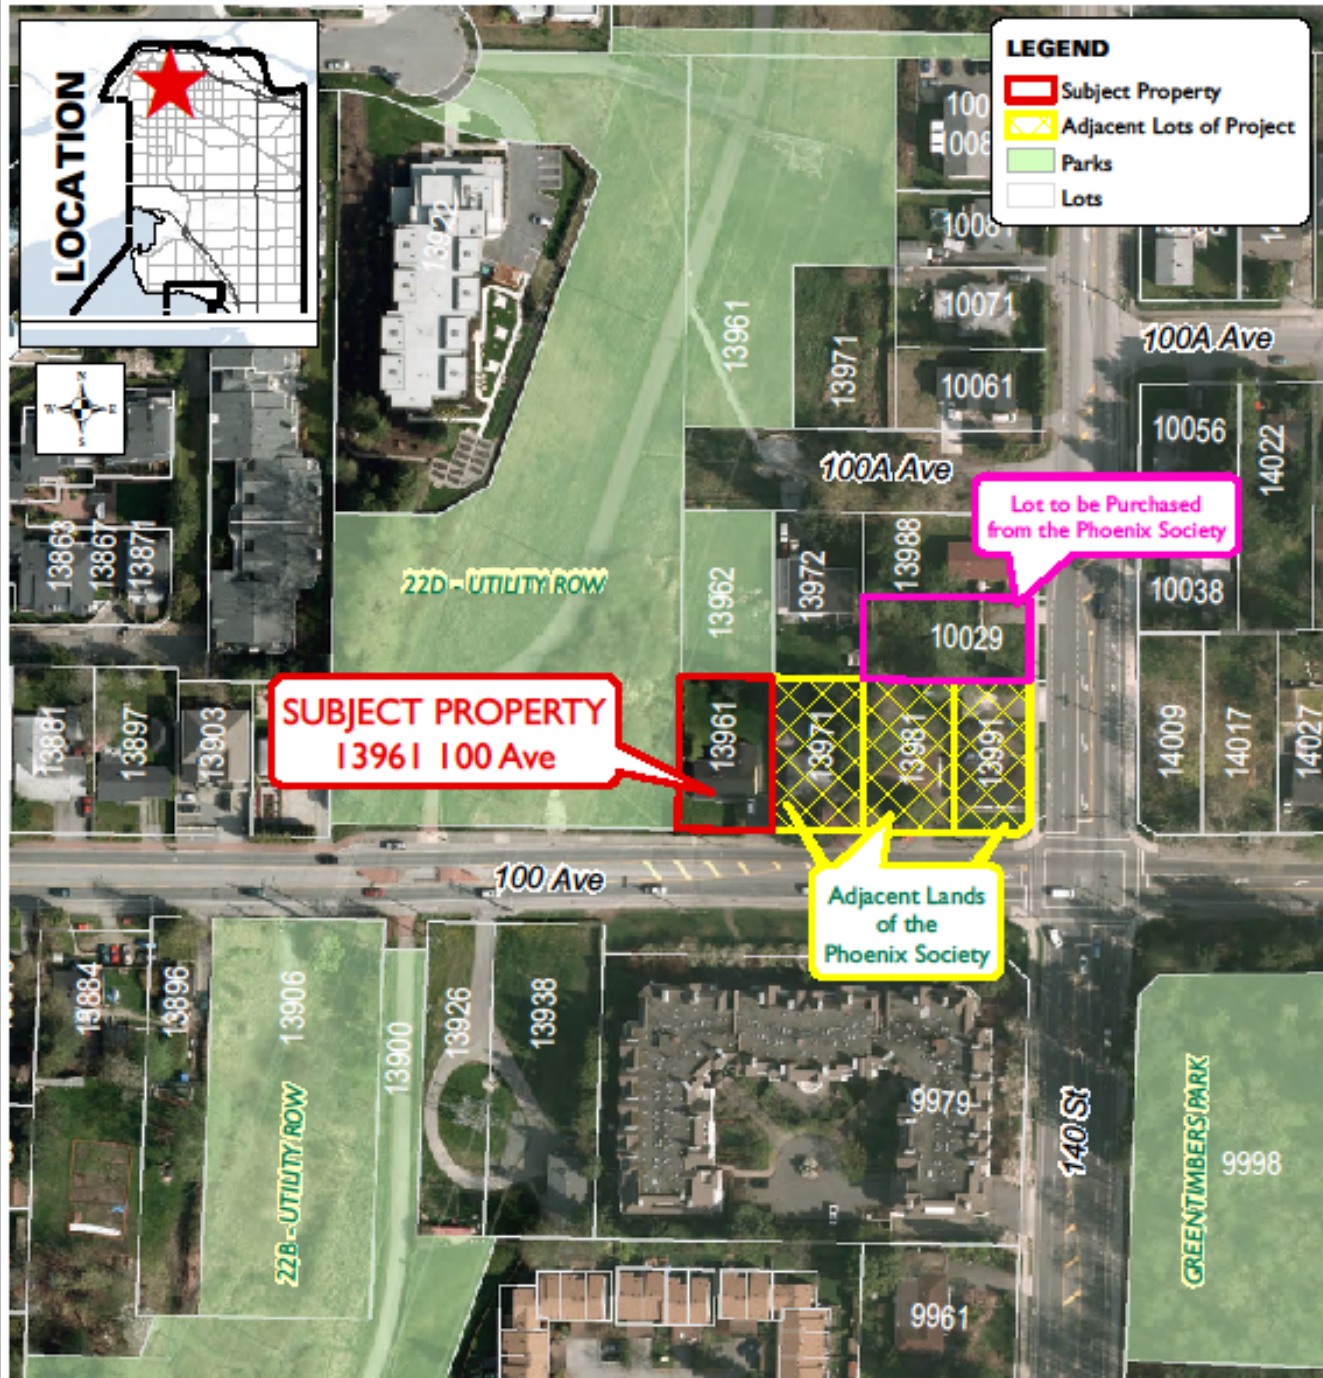 LOCATION
N
W
E
S
LEGEND
Subject Property
Adjacent Lots of Project
Parks
Lots
13922
10081
10071
10061
13961
13971
100A Ave
100A Ave
10056
14022
Lot to be Purchased
from the Phoenix Society
13863
13867
13871
22D - UTILITY ROW
13962
13972
13988
10029
10038
SUBJECT PROPERTY
13961 100 Ave
13881
13897
13903
13961
13971
13981
13991
14009
14017
14027
100 Ave
Adjacent Lands
of the
Phoenix Society
13884
13896
13906
13900
13926
13938
9979
140 St
22B - UTILITY ROW
GREEN TIMBERS PARK
9998
9961